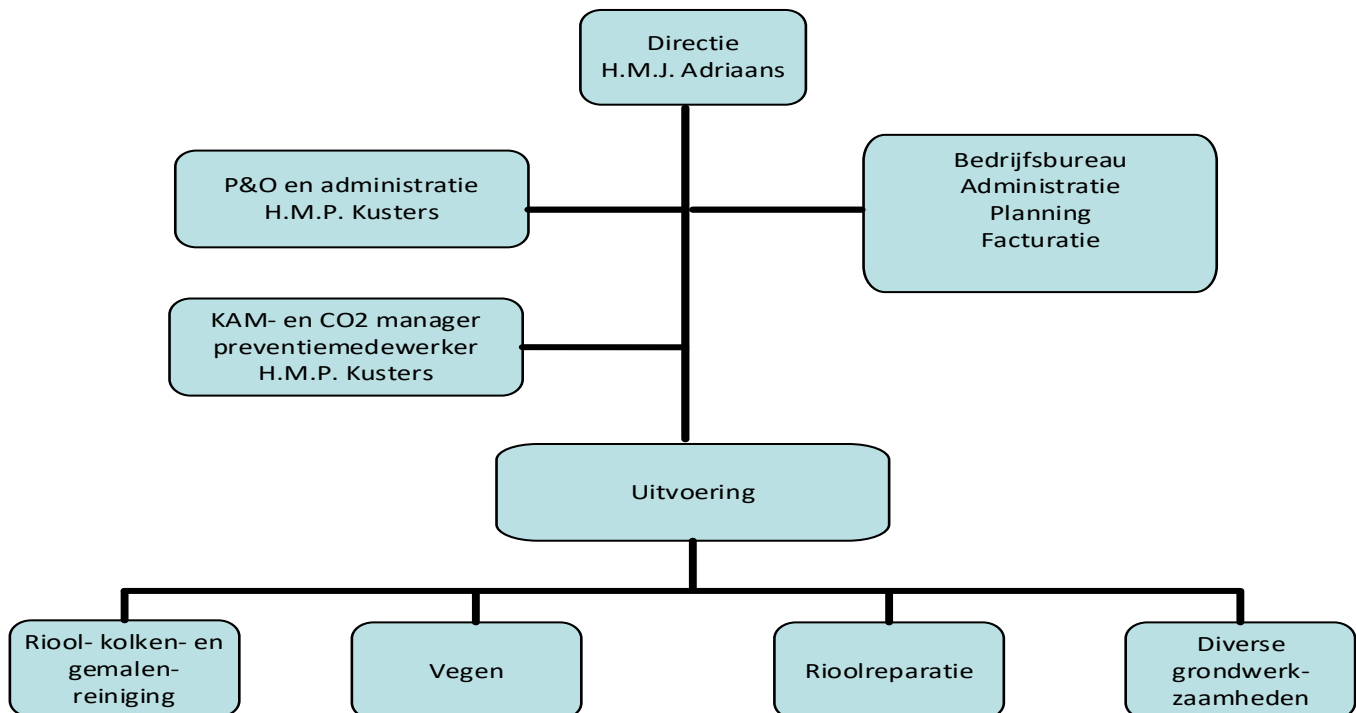 Directie
H.M.J. Adriaans
P&O en administratie
H.M.P. Kusters
Bedrijfsbureau
Administratie
Planning
Facturatie
KAM- en CO2 manager
preventiemedewerker
H.M.P. Kusters
Uitvoering
Riool- kolken- en
gemalen-
reiniging
Vegen
Rioolreparatie
Diverse
grondwerk-
zaamheden